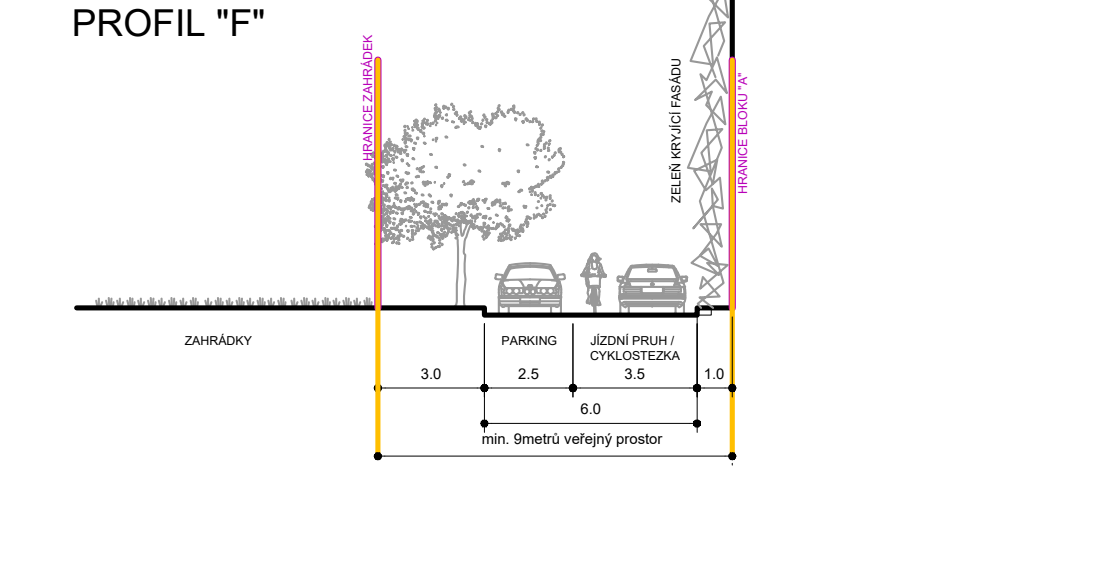 PROFIL "F"
HRANICE ZAHRÁDEK
ZELEŇ KRYJÍCÍ FASÁDU
HRANICE BLOKU "A"
ZAHRÁDKY
PARKING
JÍZDNÍ PRUH /
CYKLOSTEZKA
3.0
2.5
3.5
1.0
6.0
min. 9metrů veřejný prostor